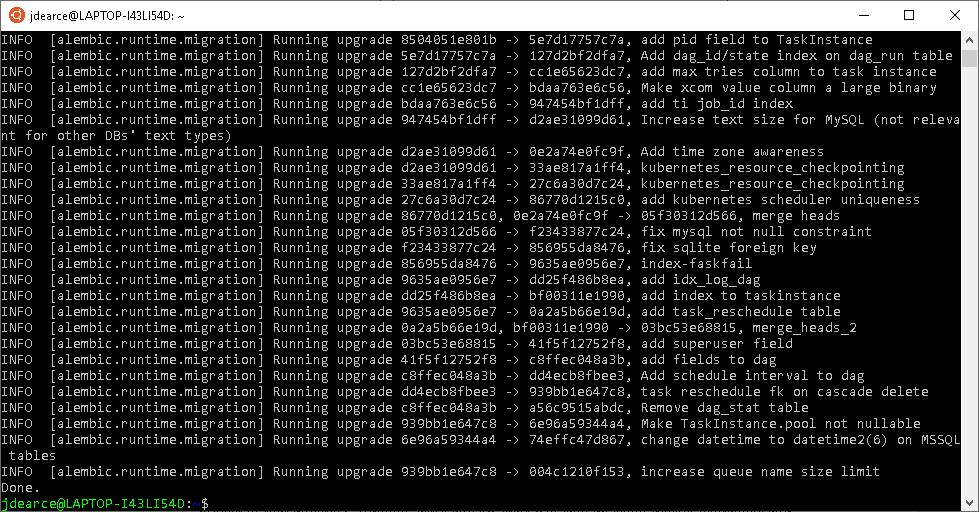 jdearce@LAPTOP-I43LI54D: ~
INFO  [alembic.runtime.migration] Running upgrade 8504051e801b -> 5e7d17757c7a, add pid field to TaskInstance
INFO  [alembic.runtime.migration] Running upgrade 5e7d17757c7a -> 127d2bf2dfa7, Add dag_id/state index on dag_run table
INFO  [alembic.runtime.migration] Running upgrade 127d2bf2dfa7 -> cc1e65623dc7, add max tries column to task instance
INFO  [alembic.runtime.migration] Running upgrade cc1e65623dc7 -> bdaa763e6c56, Make xcom value column a large binary
INFO  [alembic.runtime.migration] Running upgrade bdaa763e6c56 -> 947454bf1dff, add ti job_id index
INFO  [alembic.runtime.migration] Running upgrade 947454bf1dff -> d2ae31099d61, Increase text size for MySQL (not releva
nt for other DBs' text types)
INFO  [alembic.runtime.migration] Running upgrade d2ae31099d61 -> 0e2a74e0fc9f, Add time zone awareness
INFO  [alembic.runtime.migration] Running upgrade d2ae31099d61 -> 33ae817a1ff4, kubernetes_resource_checkpointing
INFO  [alembic.runtime.migration] Running upgrade 33ae817a1ff4 -> 27c6a30d7c24, kubernetes_resource_checkpointing
INFO  [alembic.runtime.migration] Running upgrade 27c6a30d7c24 -> 86770d1215c0, add kubernetes scheduler uniqueness
INFO  [alembic.runtime.migration] Running upgrade 86770d1215c0, 0e2a74e0fc9f -> 05f30312d566, merge heads
INFO  [alembic.runtime.migration] Running upgrade 05f30312d566 -> f23433877c24, fix mysql not null constraint
INFO  [alembic.runtime.migration] Running upgrade f23433877c24 -> 856955da8476, fix sqlite foreign key
INFO  [alembic.runtime.migration] Running upgrade 856955da8476 -> 9635ae0956e7, index-faskfail
INFO  [alembic.runtime.migration] Running upgrade 9635ae0956e7 -> dd25f486b8ea, add idx_log_dag
INFO  [alembic.runtime.migration] Running upgrade dd25f486b8ea -> bf00311e1990, add index to taskinstance
INFO  [alembic.runtime.migration] Running upgrade 9635ae0956e7 -> 0a2a5b66e19d, add task_reschedule table
INFO  [alembic.runtime.migration] Running upgrade 0a2a5b66e19d, bf00311e1990 -> 03bc53e68815, merge_heads_2
INFO  [alembic.runtime.migration] Running upgrade 03bc53e68815 -> 41f5f12752f8, add superuser field
INFO  [alembic.runtime.migration] Running upgrade 41f5f12752f8 -> c8ffec048a3b, add fields to dag
INFO  [alembic.runtime.migration] Running upgrade c8ffec048a3b -> dd4ecb8fbee3, Add schedule interval to dag
INFO  [alembic.runtime.migration] Running upgrade dd4ecb8fbee3 -> 939bb1e647c8, task reschedule fk on cascade delete
INFO  [alembic.runtime.migration] Running upgrade c8ffec048a3b -> a56c9515abdc, Remove dag_stat table
INFO  [alembic.runtime.migration] Running upgrade 939bb1e647c8 -> 6e96a59344a4, Make TaskInstance.pool not nullable
INFO  [alembic.runtime.migration] Running upgrade 6e96a59344a4 -> 74effc47d867, change datetime to datetime2(6) on MSSQL
 tables
INFO  [alembic.runtime.migration] Running upgrade 939bb1e647c8 -> 004c1210f153, increase queue name size limit
Done.
jdearce@LAPTOP-I43LI54D:~$